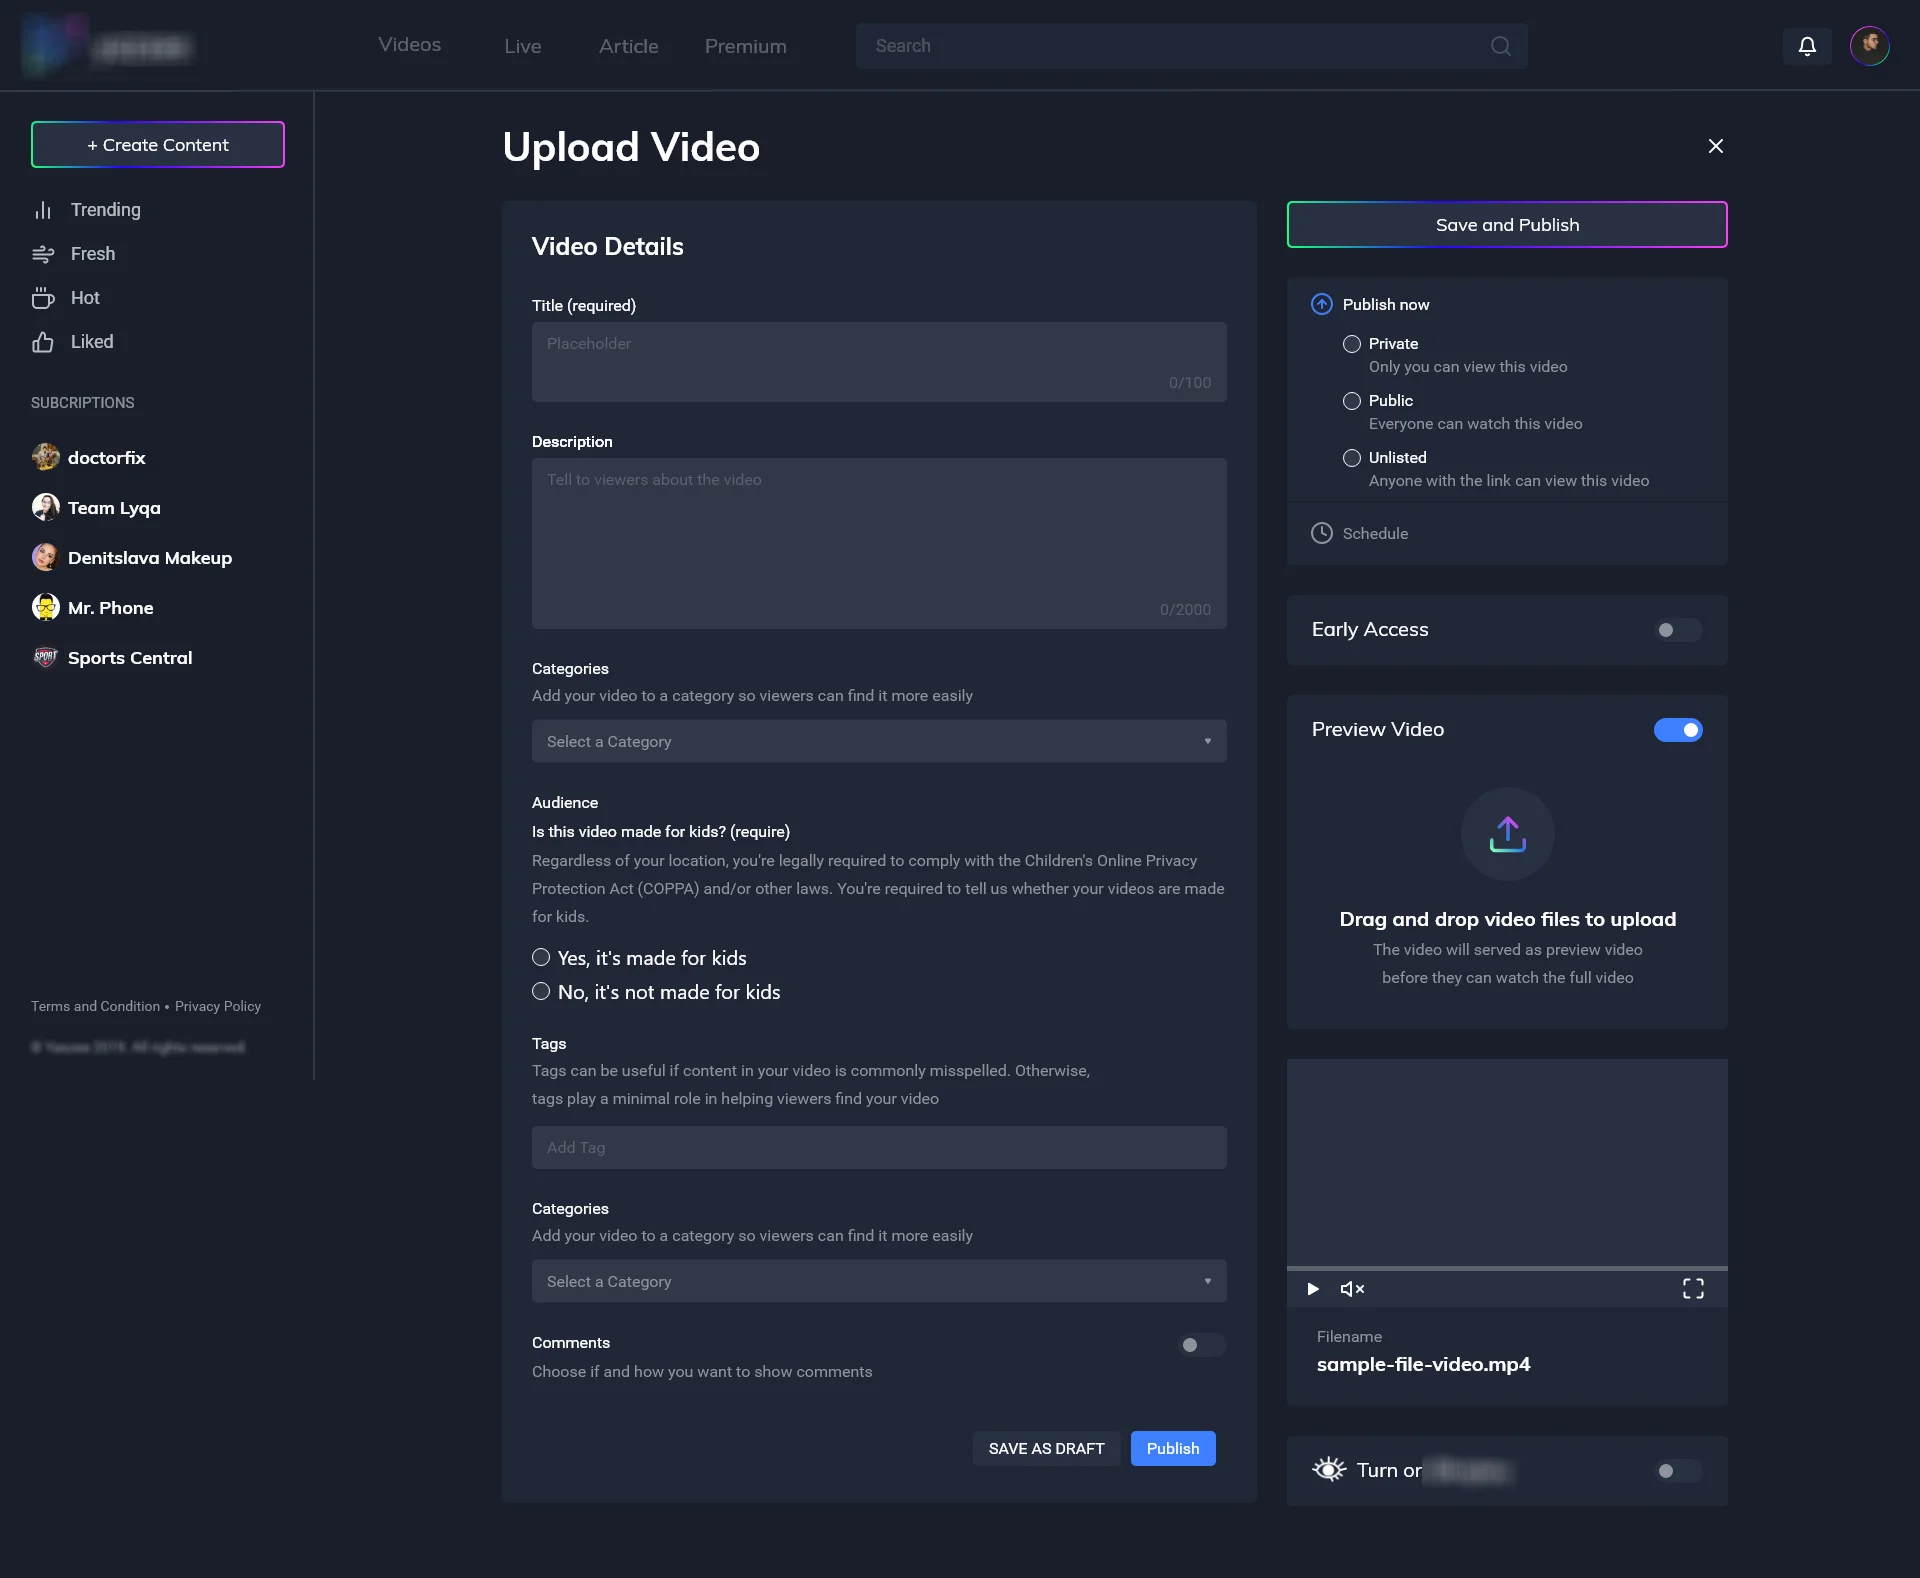 Videos
Live
Article
Premium
Search
+ Create Content
Trending
Fresh
Hot
Liked
SUBCRIPTIONS
doctorfix
Team Lyqa
Denitslava Makeup
Mr. Phone
SPORT
Sports Central
Terms and Condition • Privacy Policy
Upload Video
Video Details
Title (required)
Placeholder
0/100
Description
Tell to viewers about the video
0/2000
Categories
Add your video to a category so viewers can find it more easily
Select a Category
Audience
Is this video made for kids? (require)
Regardless of your location, you're legally required to comply with the Children's Online Privacy
Protection Act (COPPA) and/or other laws. You're required to tell us whether your videos are made
for kids.
Yes, it's made for kids
No, it's not made for kids
Tags
Tags can be useful if content in your video is commonly misspelled. Otherwise,
tags play a minimal role in helping viewers find your video
Add Tag
Categories
Add your video to a category so viewers can find it more easily
Select a Category
Comments
Choose if and how you want to show comments
SAVE AS DRAFT
Publish
Save and Publish
Publish now
Private
Only you can view this video
Public
Everyone can watch this video
Unlisted
Anyone with the link can view this video
Schedule
Early Access
Preview Video
Drag and drop video files to upload
The video will served as preview video
before they can watch the full video
Filename
sample-file-video.mp4
Turn